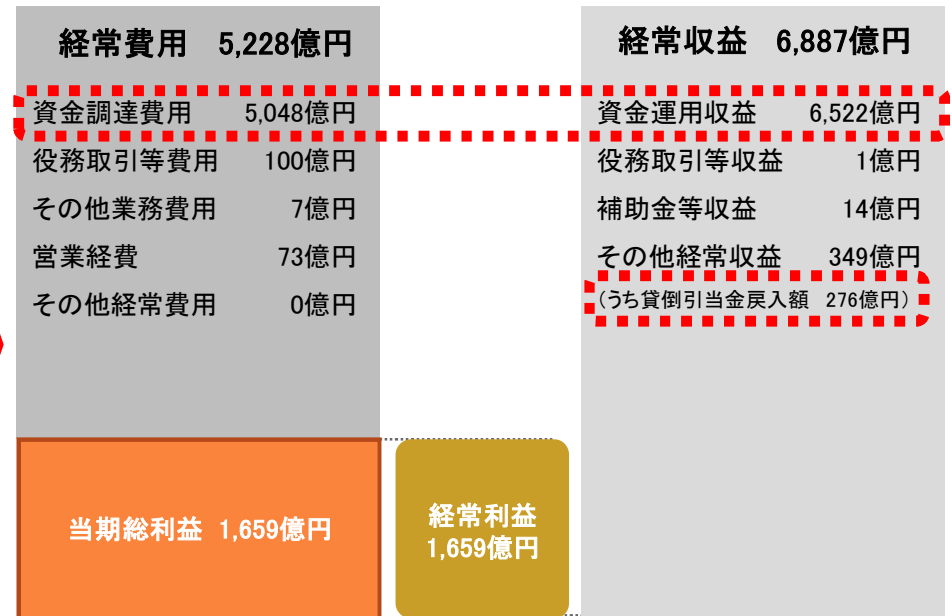 経常費用 5,228億円
資金調達費用 5,048億円
役務取引等費用 100億円
その他業務費用 7億円
営業経費 73億円
その他経常費用 0億円
当期総利益 1,659億円
経常利益
1,659億円
経常収益 6,887億円
資金運用収益 6,522億円
役務取引等収益 1億円
補助金等収益 14億円
その他経常収益 349億円
(うち貸倒引当金戻入額 276億円)